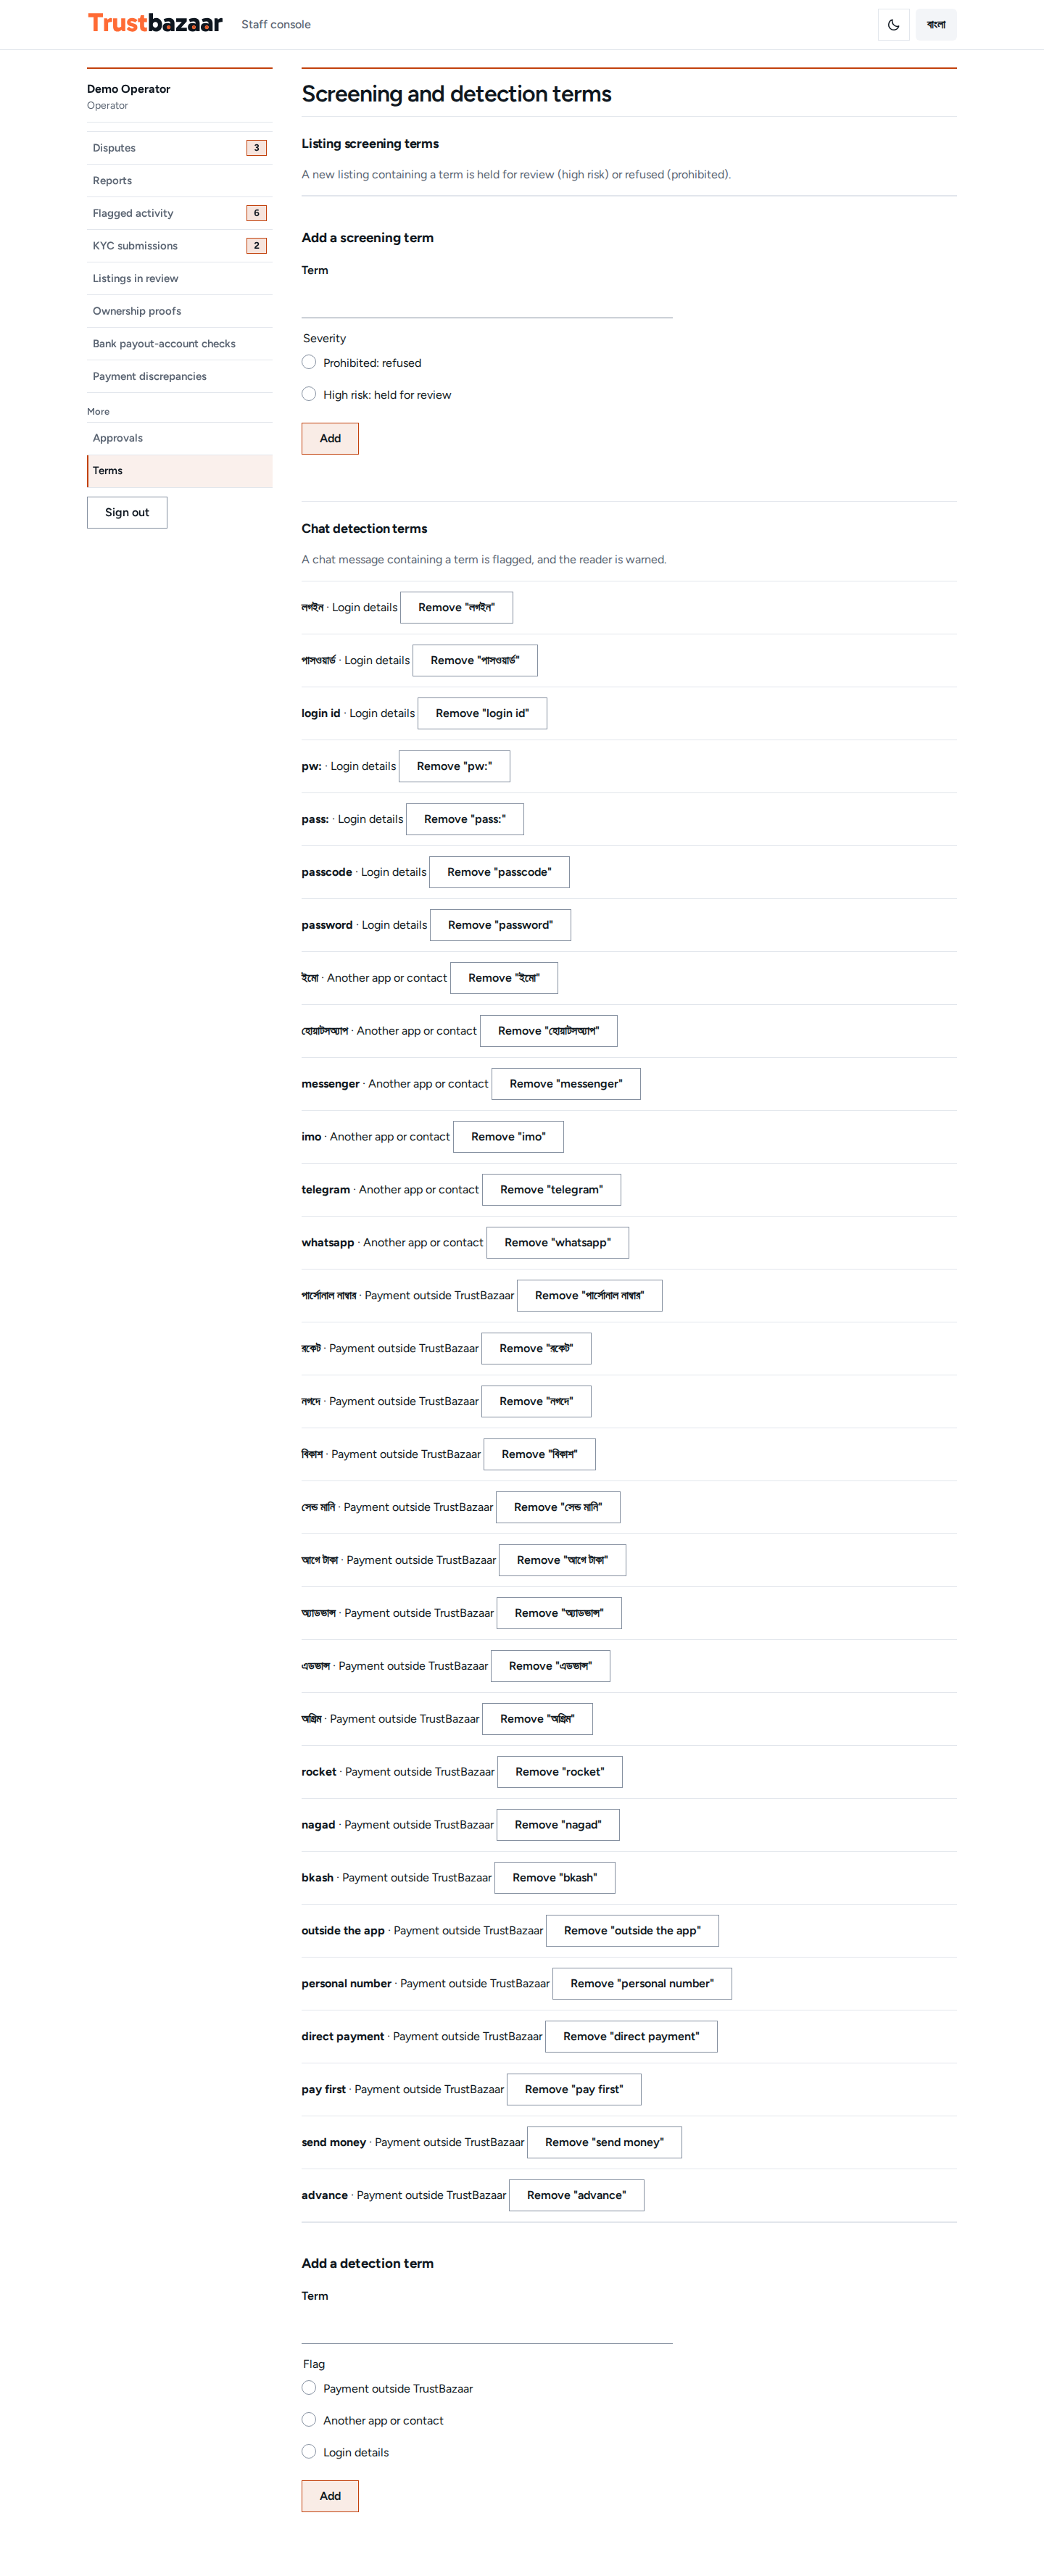 Trustbazaar Staff console বাংলা
Demo Operator
Operator
Disputes 3
Reports
Flagged activity 6
KYC submissions 2
Listings in review
Ownership proofs
Bank payout-account checks
Payment discrepancies
More
Approvals
Terms
Sign out
Screening and detection terms
Listing screening terms
A new listing containing a term is held for review (high risk) or refused (prohibited).
Add a screening term
Term
Severity
Prohibited: refused
High risk: held for review
Add
Chat detection terms
A chat message containing a term is flagged, and the reader is warned.
লগইন · Login details Remove "লগইন"
পাসওয়ার্ড · Login details Remove "পাসওয়ার্ড"
login id · Login details Remove "login id"
pw: · Login details Remove "pw:"
pass: · Login details Remove "pass:"
passcode · Login details Remove "passcode"
password · Login details Remove "password"
ইমো · Another app or contact Remove "ইমো"
হোয়াটসঅ্যাপ · Another app or contact Remove "হোয়াটসঅ্যাপ"
messenger · Another app or contact Remove "messenger"
imo · Another app or contact Remove "imo"
telegram · Another app or contact Remove "telegram"
whatsapp · Another app or contact Remove "whatsapp"
পার্সোনাল নাম্বার · Payment outside TrustBazaar Remove "পার্সোনাল নাম্বার"
রকেট · Payment outside TrustBazaar Remove "রকেট"
নগদে · Payment outside TrustBazaar Remove "নগদে"
বিকাশ · Payment outside TrustBazaar Remove "বিকাশ"
সেন্ড মানি · Payment outside TrustBazaar Remove "সেন্ড মানি"
আগে টাকা · Payment outside TrustBazaar Remove "আগে টাকা"
অ্যাডভান্স · Payment outside TrustBazaar Remove "অ্যাডভান্স"
এডভান্স · Payment outside TrustBazaar Remove "এডভান্স"
অগ্রিম · Payment outside TrustBazaar Remove "অগ্রিম"
rocket · Payment outside TrustBazaar Remove "rocket"
nagad · Payment outside TrustBazaar Remove "nagad"
bkash · Payment outside TrustBazaar Remove "bkash"
outside the app · Payment outside TrustBazaar Remove "outside the app"
personal number · Payment outside TrustBazaar Remove "personal number"
direct payment · Payment outside TrustBazaar Remove "direct payment"
pay first · Payment outside TrustBazaar Remove "pay first"
send money · Payment outside TrustBazaar Remove "send money"
advance · Payment outside TrustBazaar Remove "advance"
Add a detection term
Term
Flag
Payment outside TrustBazaar
Another app or contact
Login details
Add